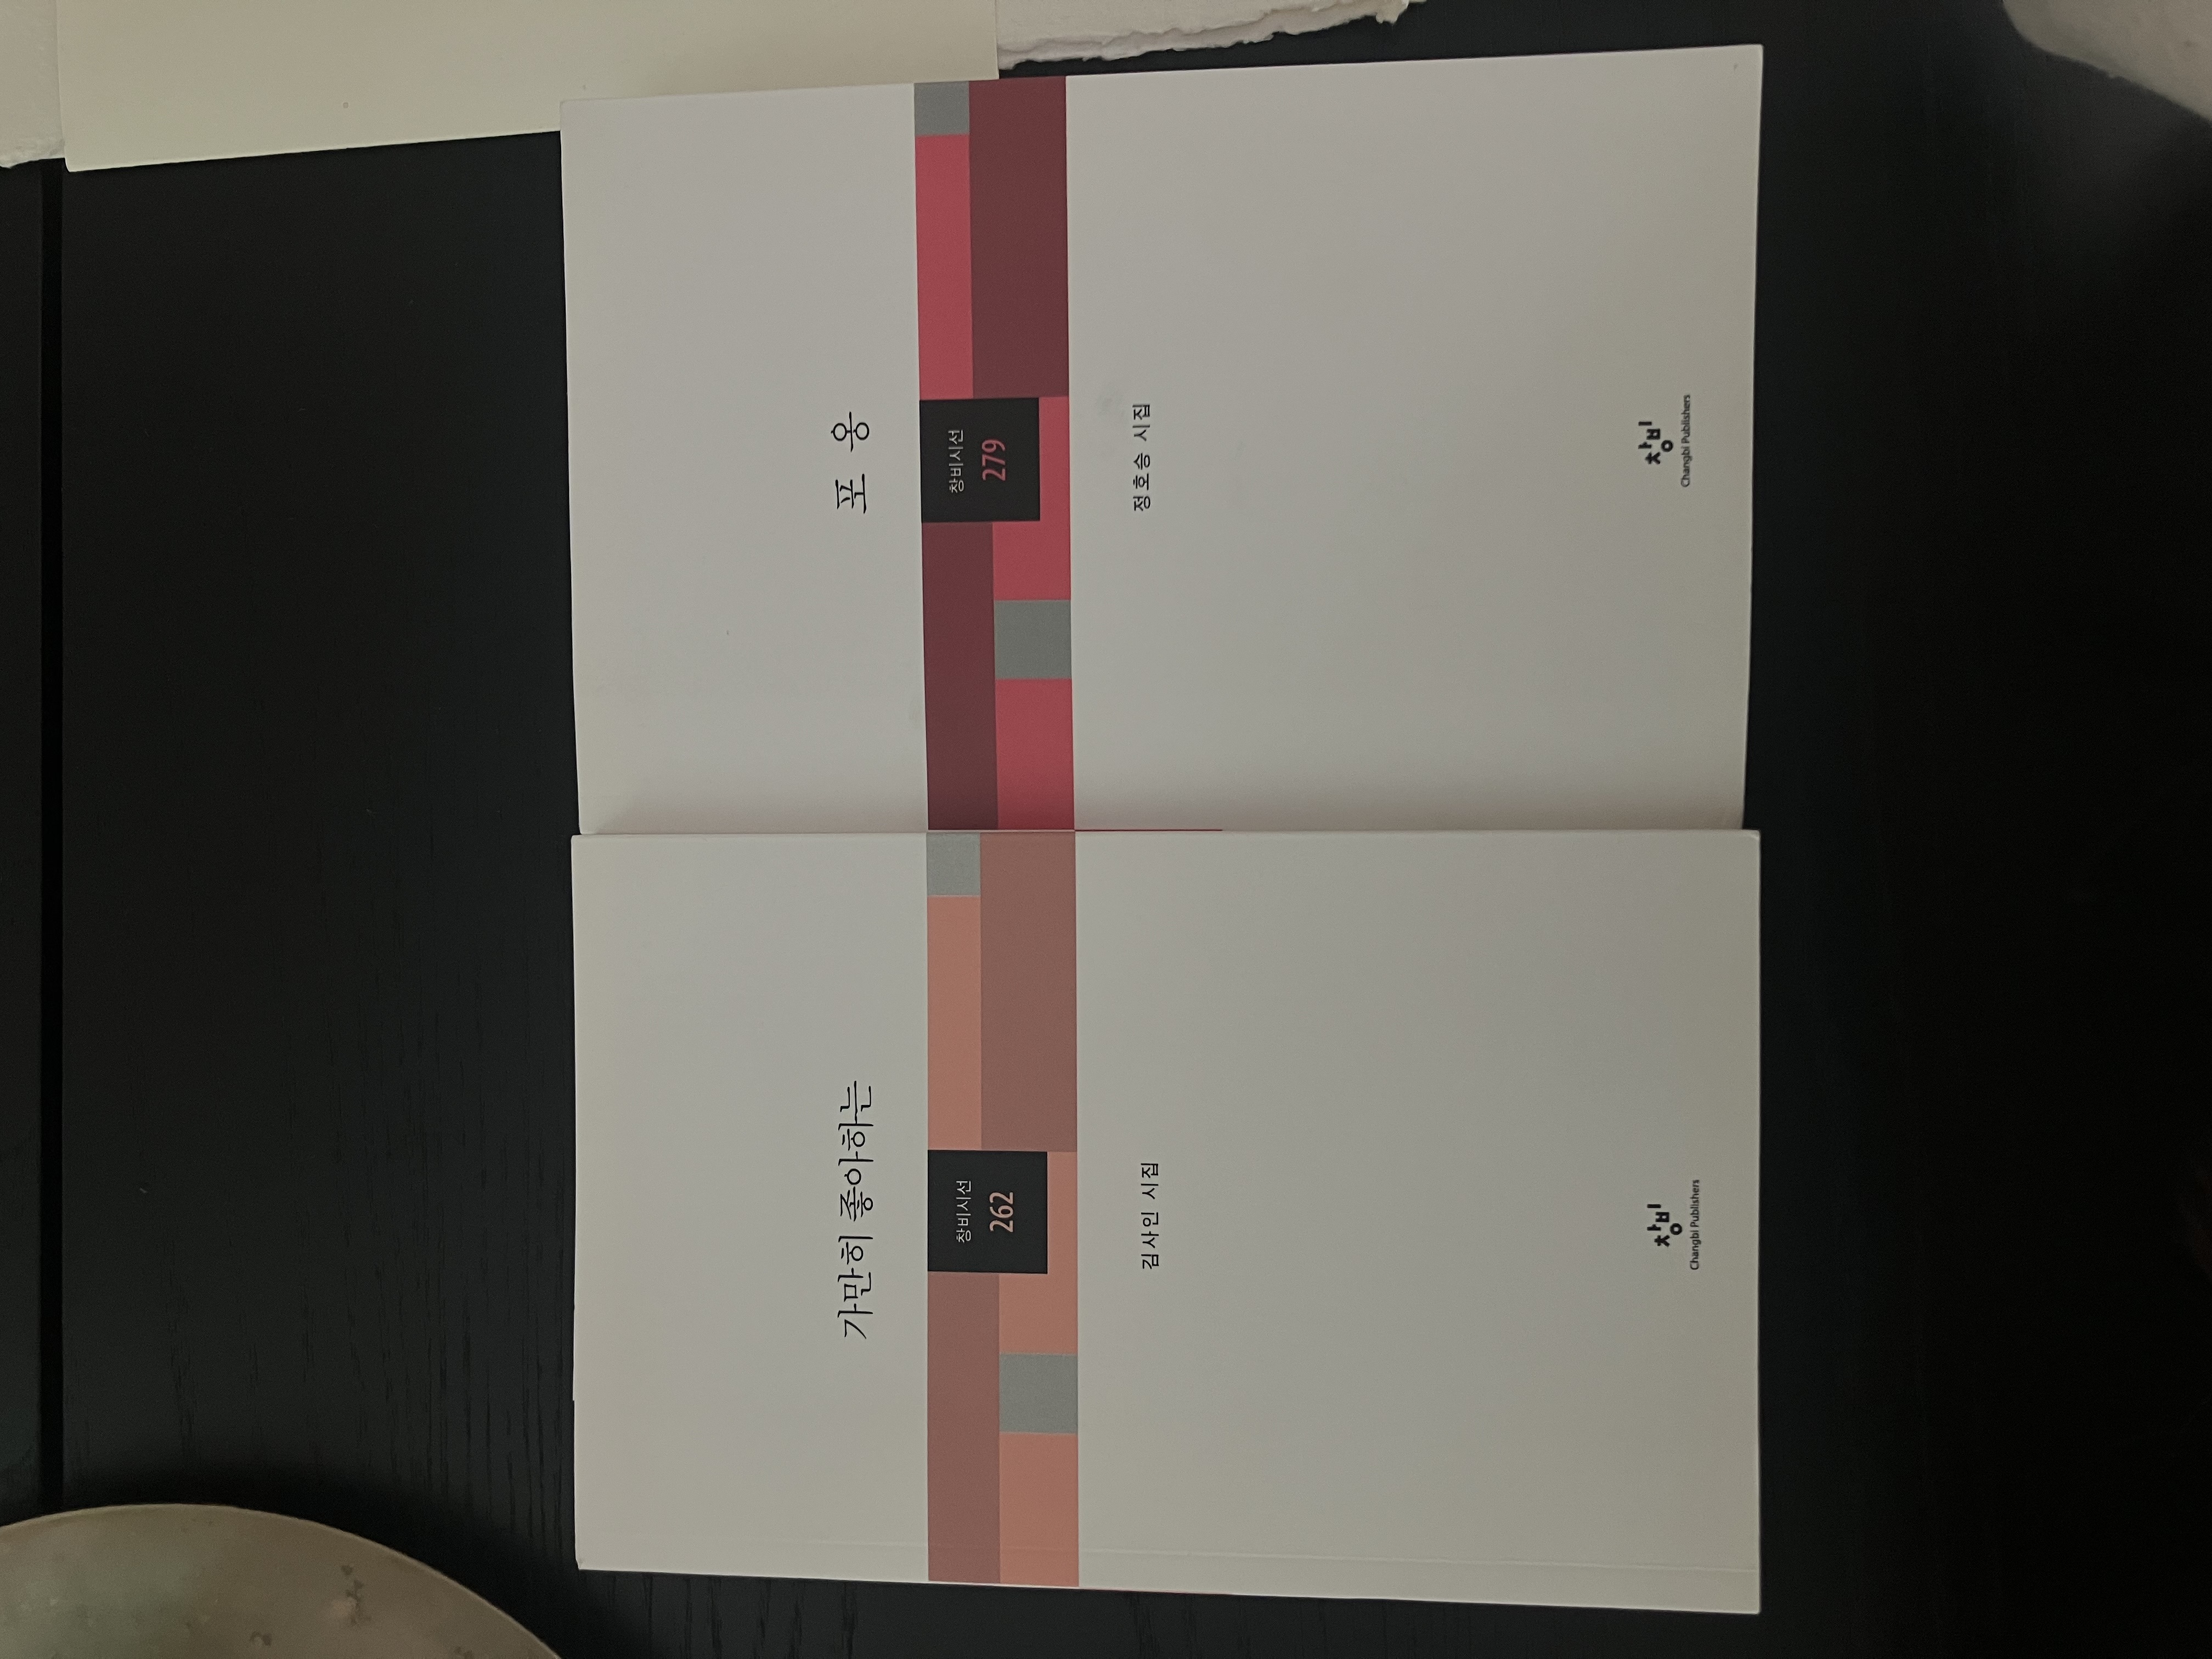 가만히 좋아하는
창비시선
262
김사인 시집
창비
Changbi Publishers
포 옹
창비시선
279
정호승 시집
창비
Changbi Publishers